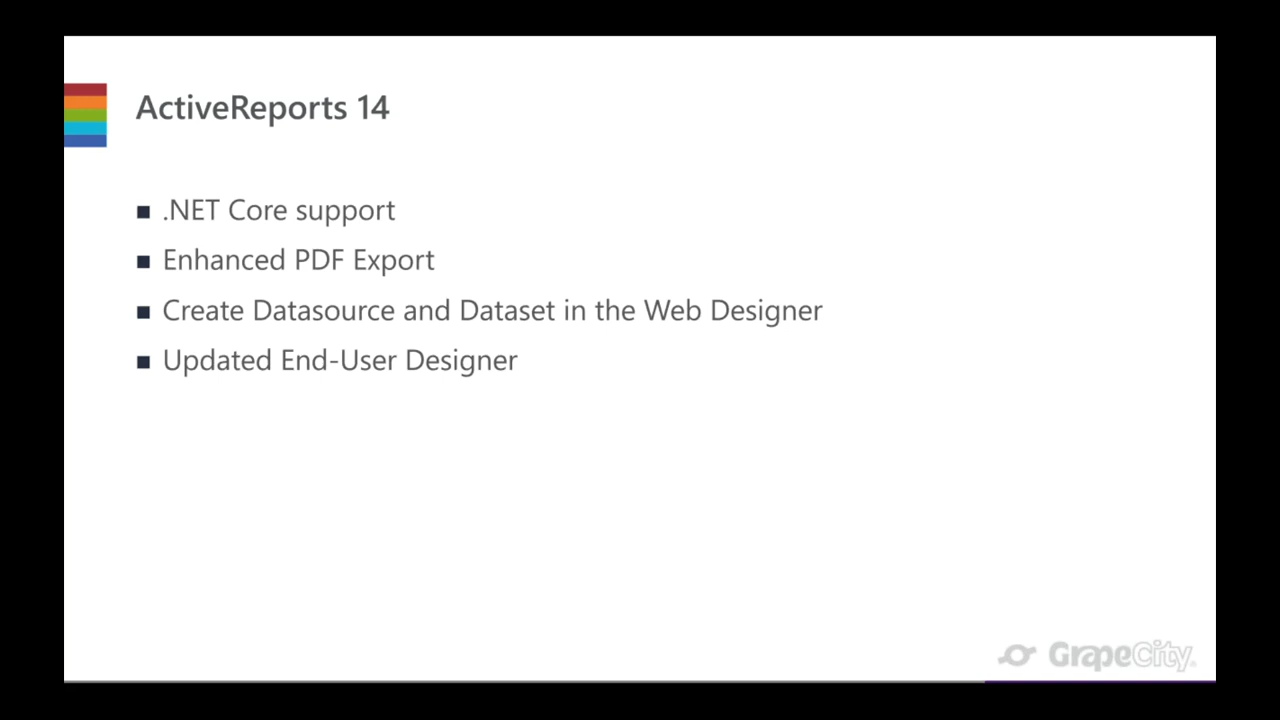 ActiveReports 14
.NET Core support
Enhanced PDF Export
Create Datasource and Dataset in the Web Designer
Updated End-User Designer
GrapeCity